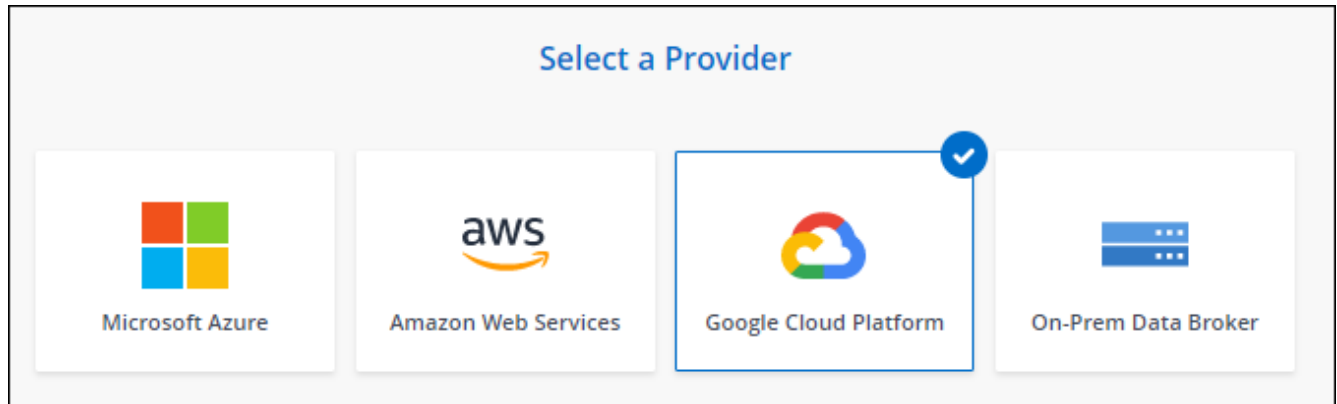 Select a Provider
aws
Microsoft Azure
Amazon Web Services
Google Cloud Platform
On-Prem Data Broker